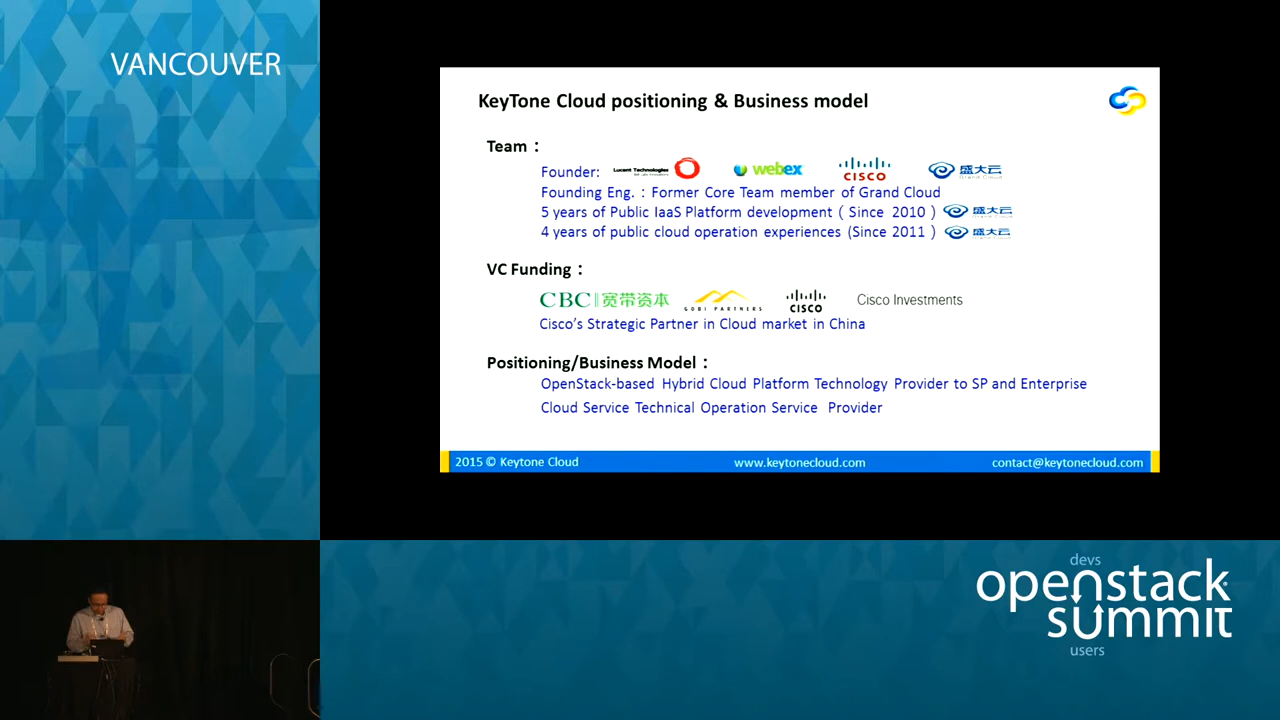 VANCOUVER
KeyTone Cloud positioning & Business model
Team：
Founder: Lucent Technologies webex CISCO 盛大云 Grand Cloud
Founding Eng.：Former Core Team member of Grand Cloud
5 years of Public IaaS Platform development ( Since 2010 ) 盛大云
4 years of public cloud operation experiences (Since 2011 ) 盛大云
VC Funding：
CBC 宽带资本 GOBI PARTNERS CISCO Cisco Investments
Cisco's Strategic Partner in Cloud market in China
Positioning/Business Model：
OpenStack-based Hybrid Cloud Platform Technology Provider to SP and Enterprise
Cloud Service Technical Operation Service Provider
2015 © Keytone Cloud www.keytonecloud.com contact@keytonecloud.com
devs
openstack
summit
users